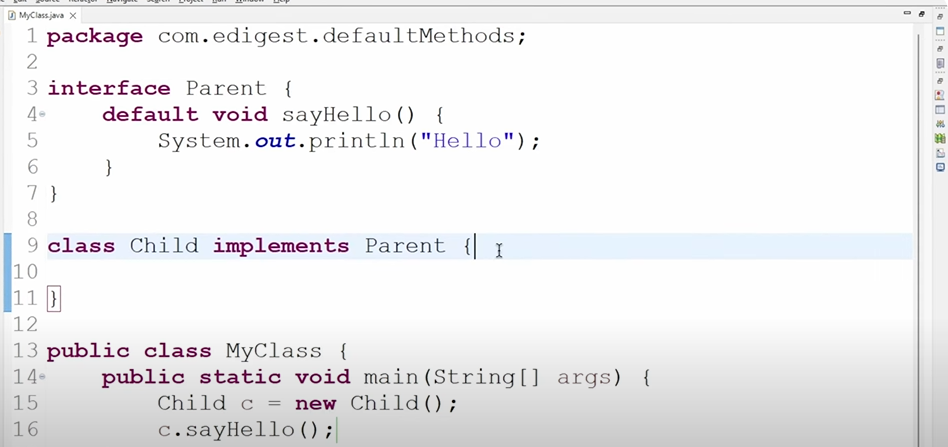 MyClass.java
1 package com.edigest.defaultMethods;
2
3 interface Parent {
4 default void sayHello() {
5 System.out.println("Hello");
6 }
7 }
8
9 class Child implements Parent {
10
11 }
12
13 public class MyClass {
14 public static void main(String[] args) {
15 Child c = new Child();
16 c.sayHello();